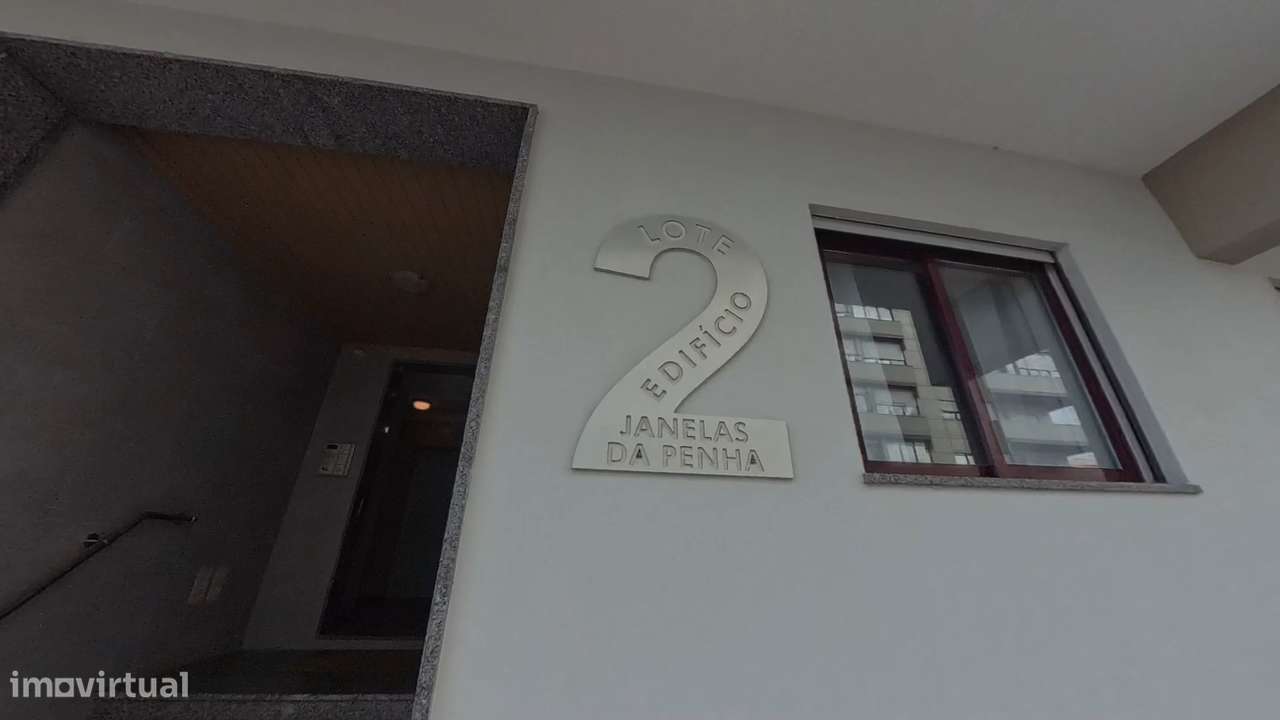 LOTE
2
EDIFÍCIO
JANELAS
DA PENHA
imovirtual